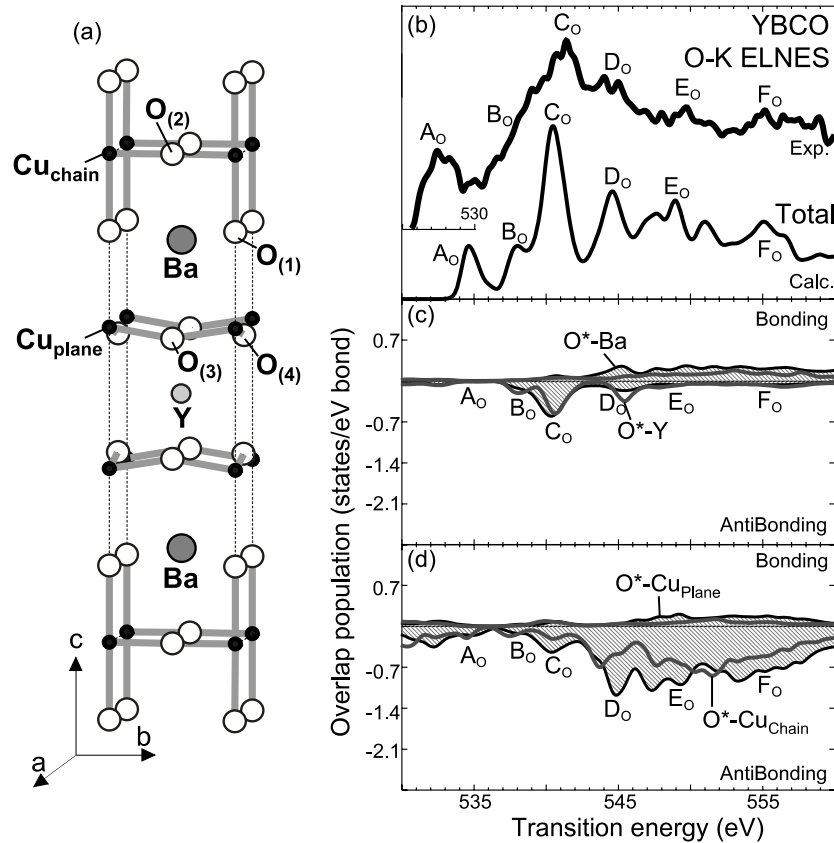 (a)
O(2)
Cuchain
Ba
O(1)
Cuplane
O(3)
O(4)
Y
Ba
c
b
a
(b)
YBCO
O-K ELNES
AO
BO
CO
DO
EO
FO
Exp.
530
Total
AO
BO
CO
DO
EO
FO
Calc.
Overlap population (states/eV bond)
(c)
Bonding
0.7
-0.7
-1.4
-2.1
O*-Ba
AO
BO
CO
DO
EO
FO
O*-Y
AntiBonding
(d)
Bonding
0.7
-0.7
-1.4
-2.1
O*-CuPlane
AO
BO
CO
DO
EO
FO
O*-CuChain
AntiBonding
535
545
555
Transition energy (eV)